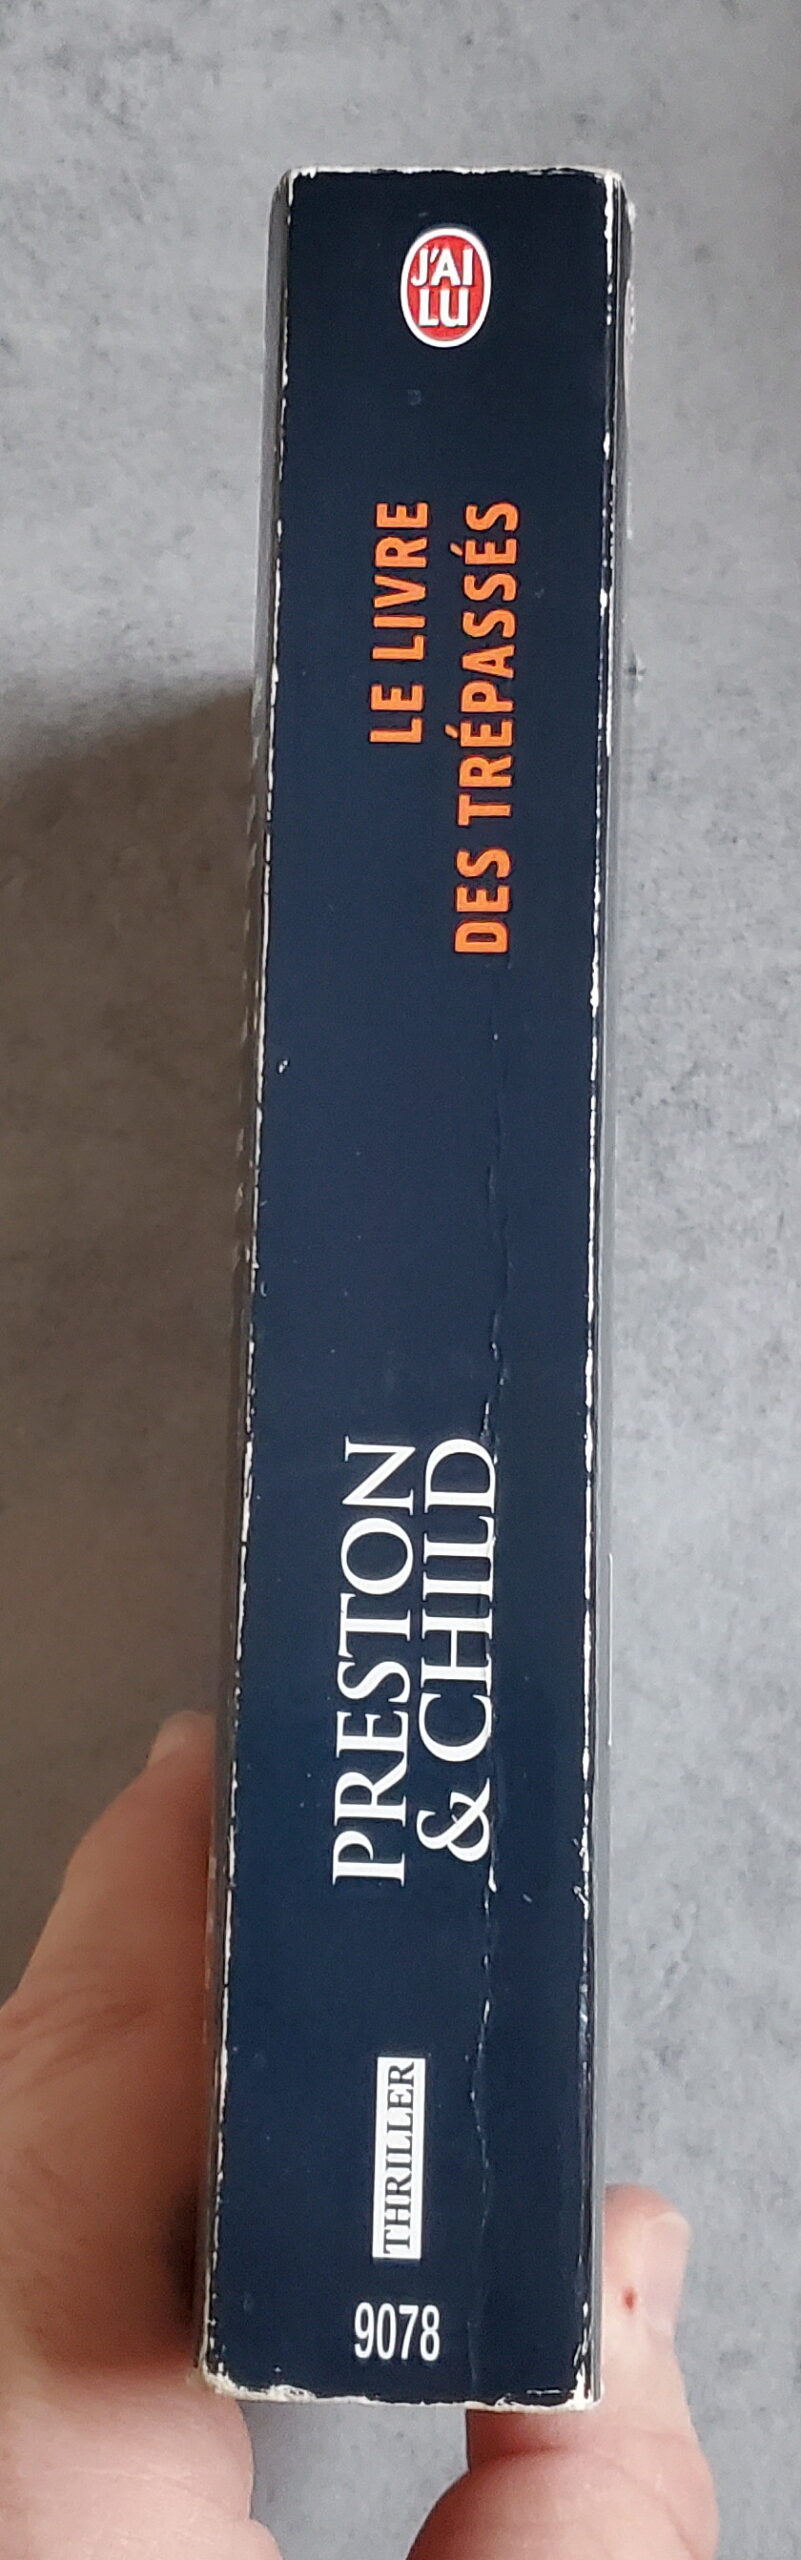 J'AI
LU
LE LIVRE
DES TRÉPASSÉS
PRESTON
& CHILD
THRILLER
9078